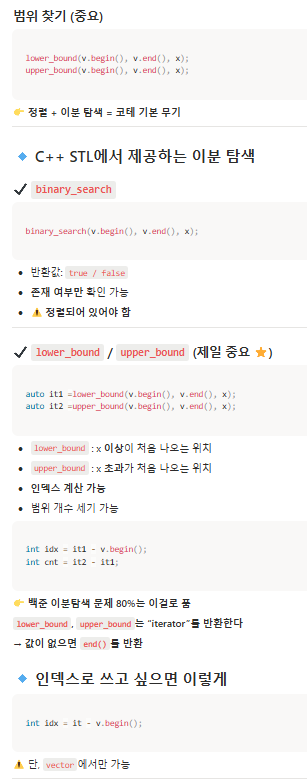 범위 찾기 (중요)
lower_bound(v.begin(), v.end(), x);
upper_bound(v.begin(), v.end(), x);
👉 정렬 + 이분 탐색 = 코테 기본 무기
🔹 C++ STL에서 제공하는 이분 탐색
✔ binary_search
binary_search(v.begin(), v.end(), x);
• 반환값: true / false
• 존재 여부만 확인 가능
• ⚠️ 정렬되어 있어야 함
✔ lower_bound / upper_bound (제일 중요 ⭐)
auto it1 =lower_bound(v.begin(), v.end(), x);
auto it2 =upper_bound(v.begin(), v.end(), x);
• lower_bound : x 이상이 처음 나오는 위치
• upper_bound : x 초과가 처음 나오는 위치
• 인덱스 계산 가능
• 범위 개수 세기 가능
int idx = it1 - v.begin();
int cnt = it2 - it1;
👉 백준 이분탐색 문제 80%는 이걸로 품
lower_bound , upper_bound 는 “iterator”를 반환한다
→ 값이 없으면 end() 를 반환
🔹 인덱스로 쓰고 싶으면 이렇게
int idx = it - v.begin();
⚠️ 단, vector 에서만 가능